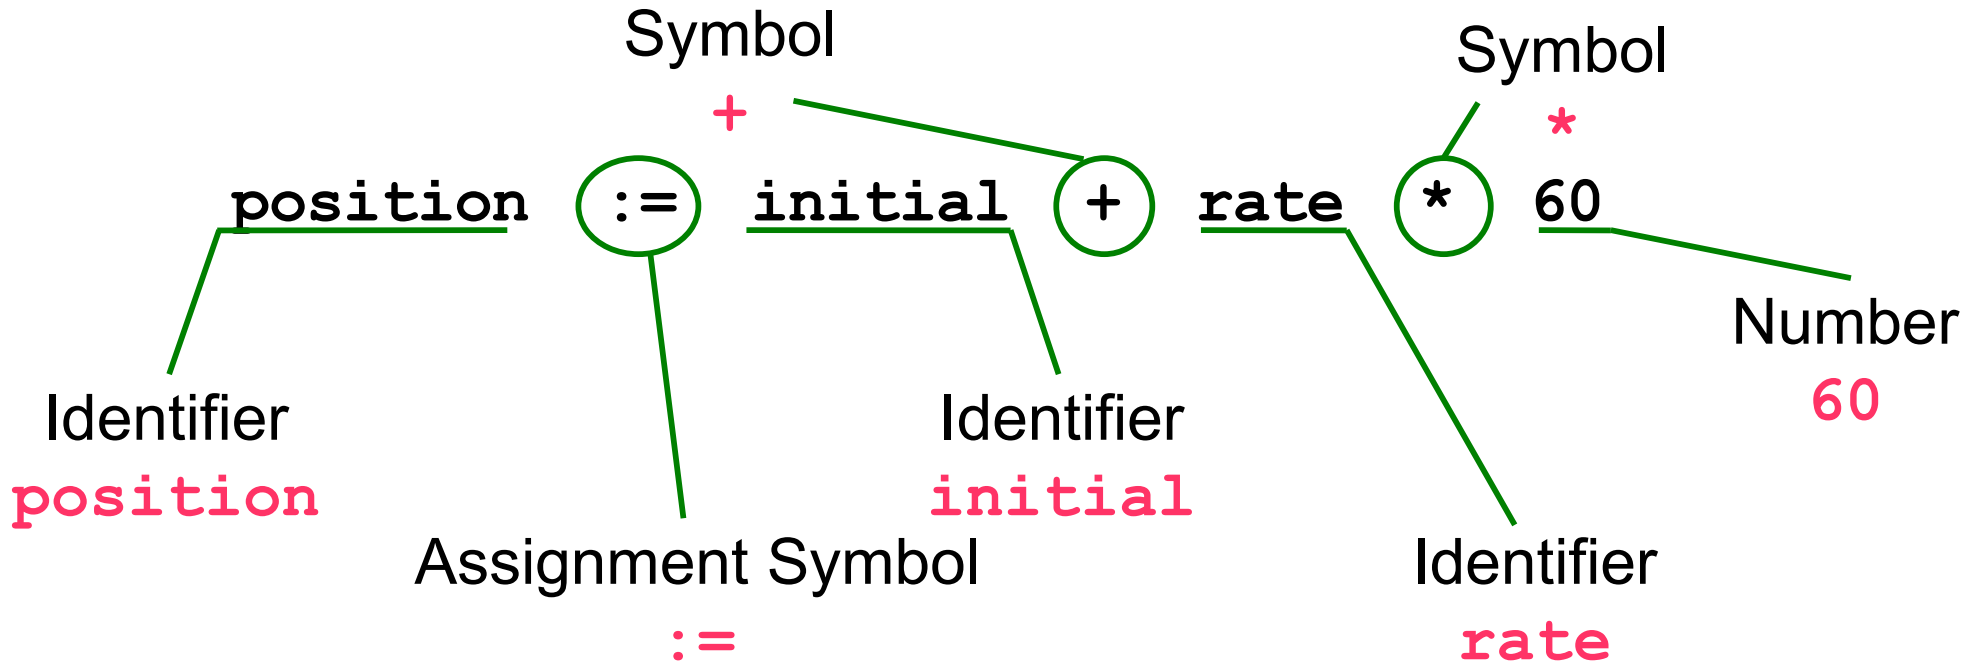 Symbol
+
Symbol
*
position := initial + rate * 60
Number
60
Identifier
position
Identifier
initial
Assignment Symbol
:=
Identifier
rate